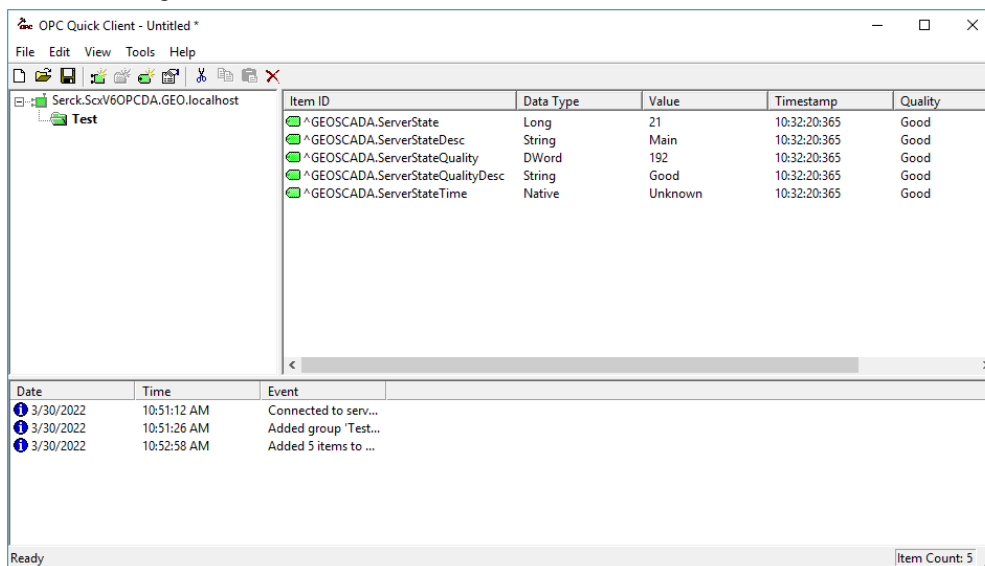 OPC Quick Client - Untitled *
File Edit View Tools Help
Serck.ScxV6OPCDA.GEO.localhost
Test
Item ID Data Type Value Timestamp Quality
^GEOSCADA.ServerState Long 21 10:32:20:365 Good
^GEOSCADA.ServerStateDesc String Main 10:32:20:365 Good
^GEOSCADA.ServerStateQuality DWord 192 10:32:20:365 Good
^GEOSCADA.ServerStateQualityDesc String Good 10:32:20:365 Good
^GEOSCADA.ServerStateTime Native Unknown 10:32:20:365 Good
Date Time Event
3/30/2022 10:51:12 AM Connected to serv...
3/30/2022 10:51:26 AM Added group 'Test...
3/30/2022 10:52:58 AM Added 5 items to ...
Ready Item Count: 5